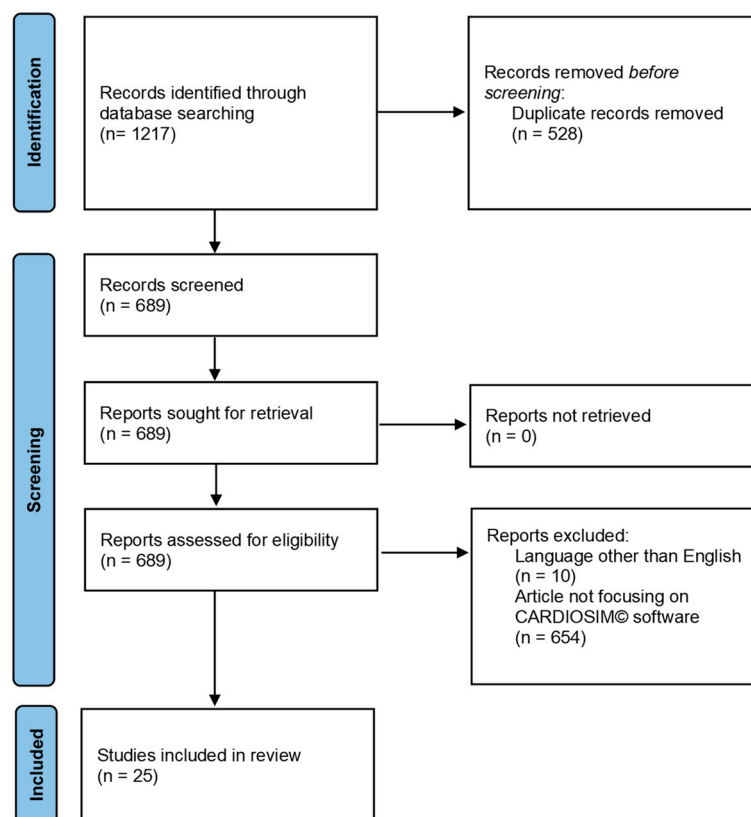 Identification
Records identified through
database searching
(n= 1217)
Records removed before
screening:
Duplicate records removed
(n = 528)
Screening
Records screened
(n = 689)
Reports sought for retrieval
(n = 689)
Reports not retrieved
(n = 0)
Reports assessed for eligibility
(n = 689)
Reports excluded:
Language other than English
(n = 10)
Article not focusing on
CARDIOSIM© software
(n = 654)
Included
Studies included in review
(n = 25)